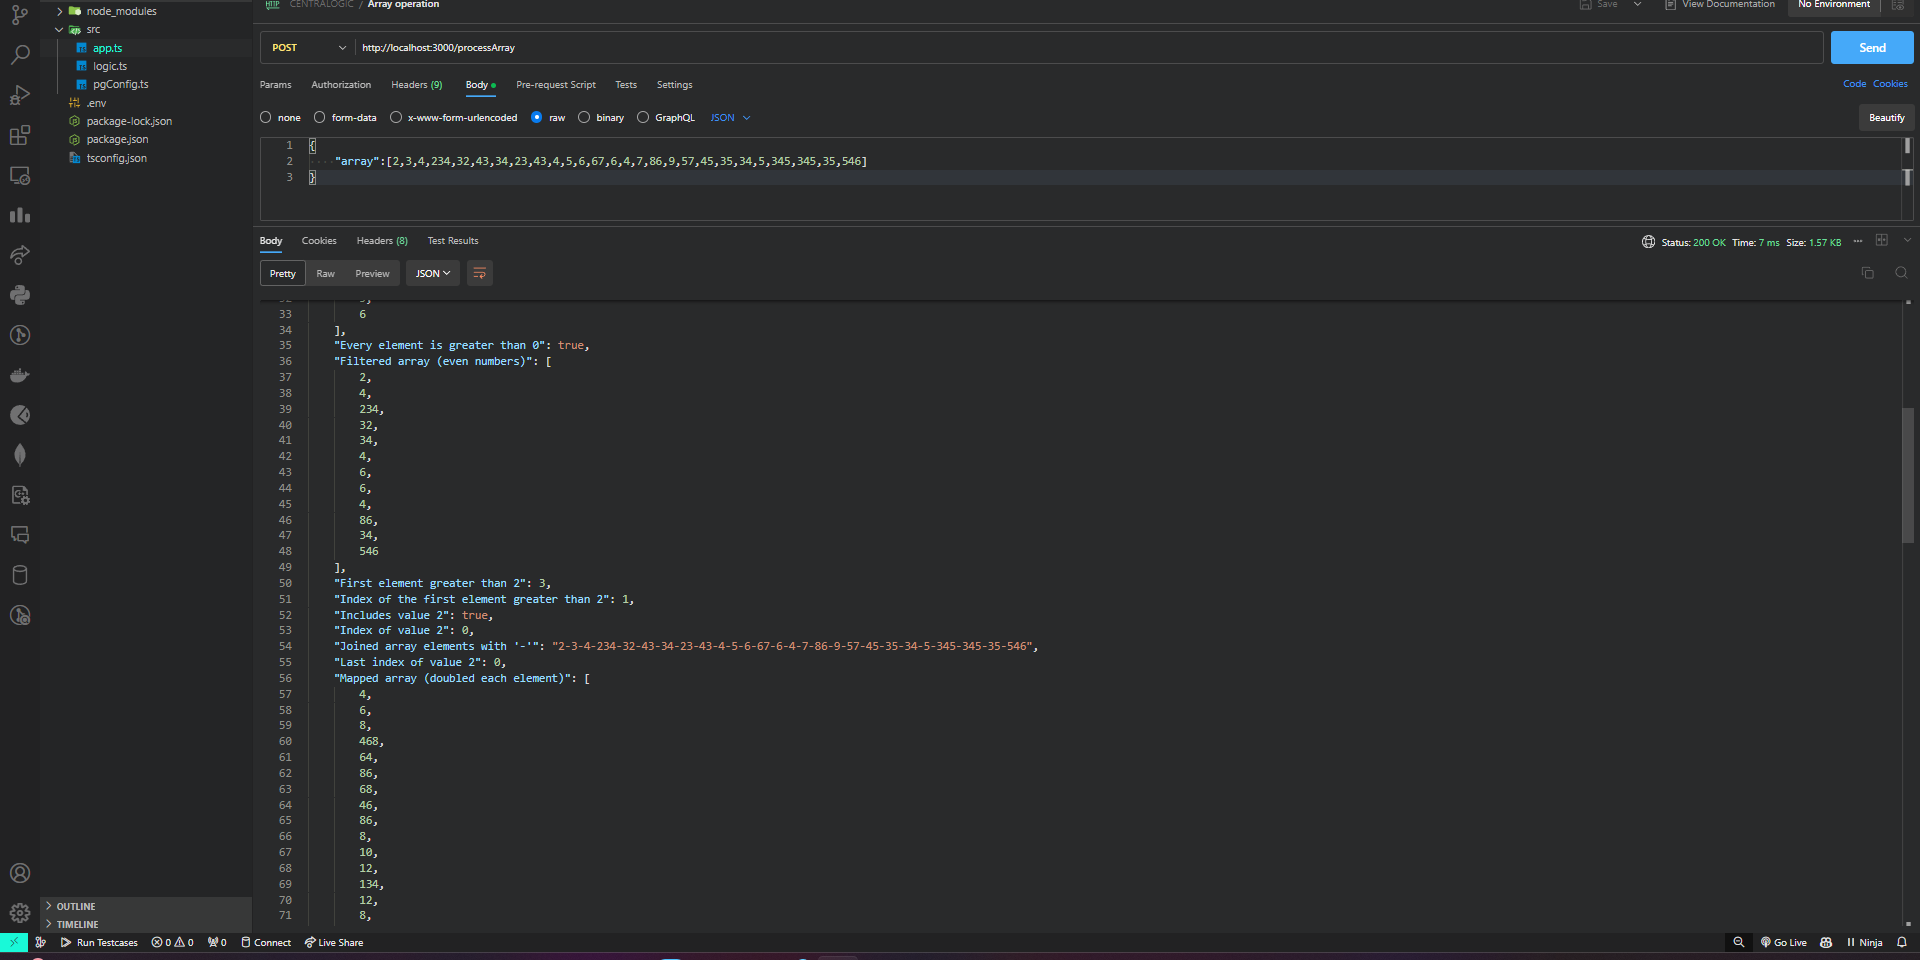 node_modules
src
app.ts
logic.ts
pgConfig.ts
.env
package-lock.json
package.json
tsconfig.json
OUTLINE
TIMELINE
HTTP CENTRALOGIC / Array operation
Save View Documentation No Environment
POST http://localhost:3000/processArray Send
Params Authorization Headers (9) Body Pre-request Script Tests Settings Code Cookies
none form-data x-www-form-urlencoded raw binary GraphQL JSON Beautify
1 {
2 "array":[2,3,4,234,32,43,34,23,43,4,5,6,67,6,4,7,86,9,57,45,35,34,5,345,345,35,546]
3 }
Body Cookies Headers (8) Test Results Status: 200 OK Time: 7 ms Size: 1.57 KB
Pretty Raw Preview JSON
33 6
34 ],
35 "Every element is greater than 0": true,
36 "Filtered array (even numbers)": [
37 2,
38 4,
39 234,
40 32,
41 34,
42 4,
43 6,
44 6,
45 4,
46 86,
47 34,
48 546
49 ],
50 "First element greater than 2": 3,
51 "Index of the first element greater than 2": 1,
52 "Includes value 2": true,
53 "Index of value 2": 0,
54 "Joined array elements with '-'": "2-3-4-234-32-43-34-23-43-4-5-6-67-6-4-7-86-9-57-45-35-34-5-345-345-35-546",
55 "Last index of value 2": 0,
56 "Mapped array (doubled each element)": [
57 4,
58 6,
59 8,
60 468,
61 64,
62 86,
63 68,
64 46,
65 86,
66 8,
67 10,
68 12,
69 134,
70 12,
71 8,
Run Testcases 0 0 0 Connect Live Share Go Live Ninja